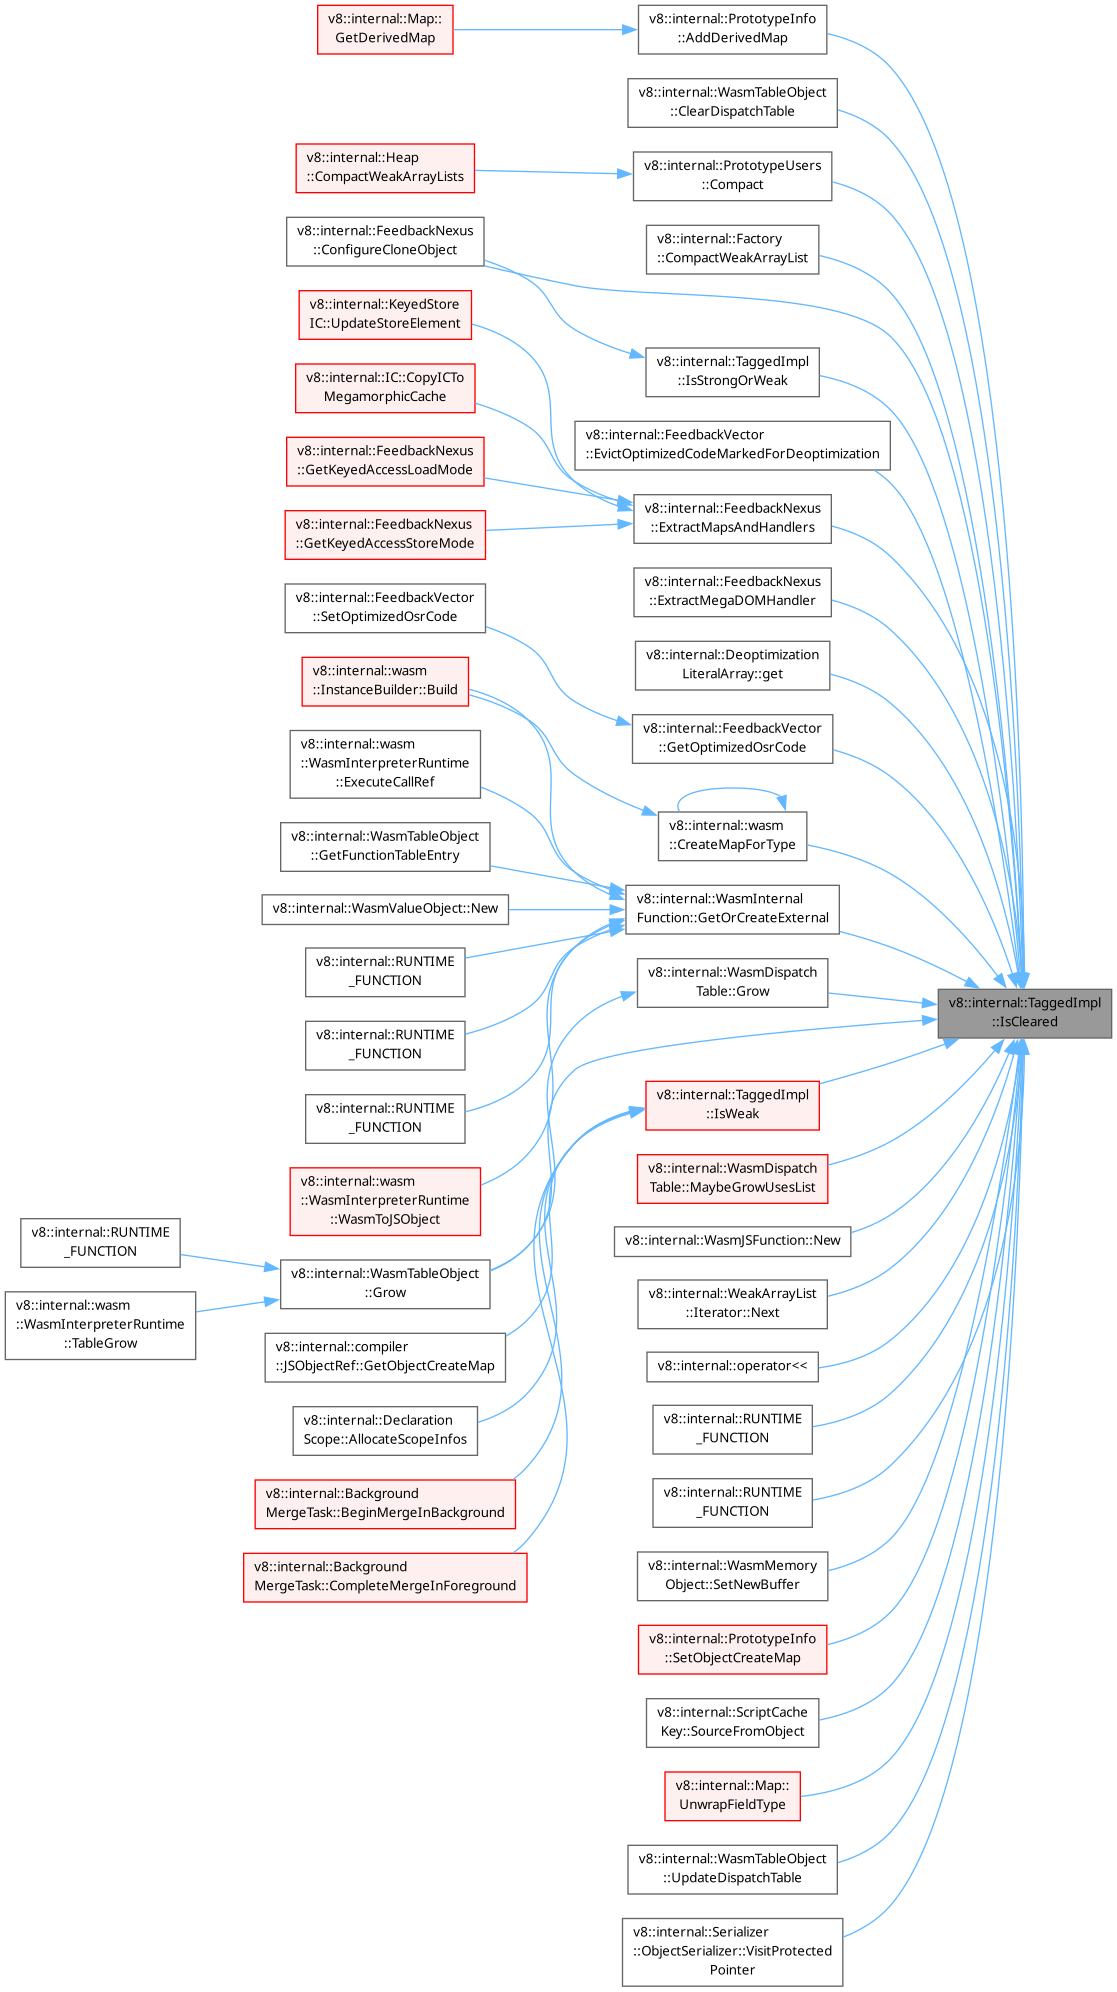 v8::internal::Map::
GetDerivedMap
v8::internal::PrototypeInfo
::AddDerivedMap
v8::internal::WasmTableObject
::ClearDispatchTable
v8::internal::Heap
::CompactWeakArrayLists
v8::internal::PrototypeUsers
::Compact
v8::internal::FeedbackNexus
::ConfigureCloneObject
v8::internal::Factory
::CompactWeakArrayList
v8::internal::KeyedStore
IC::UpdateStoreElement
v8::internal::TaggedImpl
::IsStrongOrWeak
v8::internal::IC::CopyICTo
MegamorphicCache
v8::internal::FeedbackVector
::EvictOptimizedCodeMarkedForDeoptimization
v8::internal::FeedbackNexus
::GetKeyedAccessLoadMode
v8::internal::FeedbackNexus
::ExtractMapsAndHandlers
v8::internal::FeedbackNexus
::GetKeyedAccessStoreMode
v8::internal::FeedbackNexus
::ExtractMegaDOMHandler
v8::internal::FeedbackVector
::SetOptimizedOsrCode
v8::internal::Deoptimization
LiteralArray::get
v8::internal::wasm
::InstanceBuilder::Build
v8::internal::FeedbackVector
::GetOptimizedOsrCode
v8::internal::wasm
::WasmInterpreterRuntime
::ExecuteCallRef
v8::internal::wasm
::CreateMapForType
v8::internal::WasmTableObject
::GetFunctionTableEntry
v8::internal::WasmValueObject::New
v8::internal::WasmInternal
Function::GetOrCreateExternal
v8::internal::RUNTIME
_FUNCTION
v8::internal::WasmDispatch
Table::Grow
v8::internal::TaggedImpl
::IsCleared
v8::internal::RUNTIME
_FUNCTION
v8::internal::RUNTIME
_FUNCTION
v8::internal::TaggedImpl
::IsWeak
v8::internal::wasm
::WasmInterpreterRuntime
::WasmToJSObject
v8::internal::WasmDispatch
Table::MaybeGrowUsesList
v8::internal::RUNTIME
_FUNCTION
v8::internal::WasmJSFunction::New
v8::internal::WasmTableObject
::Grow
v8::internal::WeakArrayList
::Iterator::Next
v8::internal::wasm
::WasmInterpreterRuntime
::TableGrow
v8::internal::compiler
::JSObjectRef::GetObjectCreateMap
v8::internal::operator<<
v8::internal::Declaration
Scope::AllocateScopeInfos
v8::internal::RUNTIME
_FUNCTION
v8::internal::Background
MergeTask::BeginMergeInBackground
v8::internal::RUNTIME
_FUNCTION
v8::internal::Background
MergeTask::CompleteMergeInForeground
v8::internal::WasmMemory
Object::SetNewBuffer
v8::internal::PrototypeInfo
::SetObjectCreateMap
v8::internal::ScriptCache
Key::SourceFromObject
v8::internal::Map::
UnwrapFieldType
v8::internal::WasmTableObject
::UpdateDispatchTable
v8::internal::Serializer
::ObjectSerializer::VisitProtected
Pointer